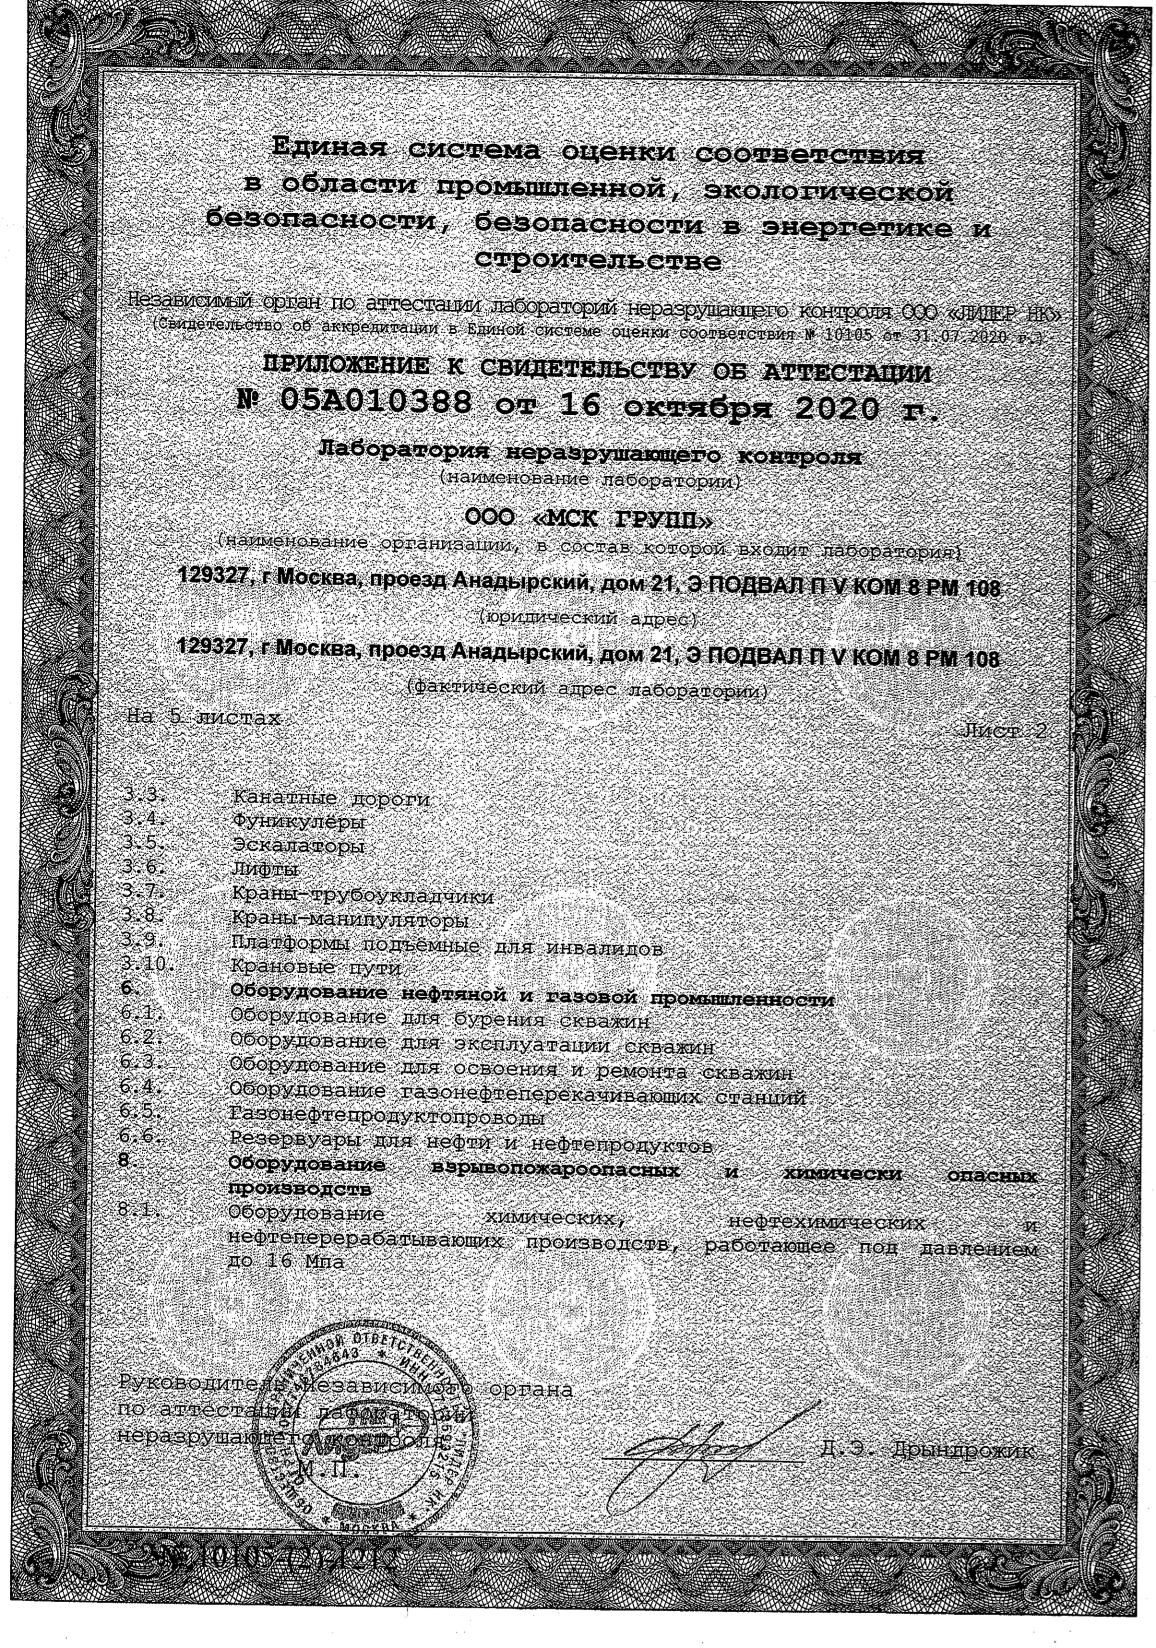 Единая система оценки соответствия
в области промышленной, экологической
безопасности, безопасности в энергетике и
строительстве
Независимый орган по аттестации лабораторий неразрушающего контроля ООО «ЛИДЕР НК»
(Свидетельство об аккредитации в Единой системе оценки соответствия № 10105 от 31.07.2020 г.)
ПРИЛОЖЕНИЕ К СВИДЕТЕЛЬСТВУ ОБ АТТЕСТАЦИИ
№ 05А010388 от 16 октября 2020 г.
Лаборатория неразрушающего контроля
(наименование лаборатории)
ООО «МСК ГРУПП»
(наименование организации, в состав которой входит лаборатория)
129327, г Москва, проезд Анадырский, дом 21, Э ПОДВАЛ П V КОМ 8 РМ 108
(юридический адрес)
129327, г Москва, проезд Анадырский, дом 21, Э ПОДВАЛ П V КОМ 8 РМ 108
(фактический адрес лаборатории)
На 5 листах Лист 2
3.3. Канатные дороги
3.4. Фуникулёры
3.5. Эскалаторы
3.6. Лифты
3.7. Краны-трубоукладчики
3.8. Краны-манипуляторы
3.9. Платформы подъёмные для инвалидов
3.10. Крановые пути
6. Оборудование нефтяной и газовой промышленности
6.1. Оборудование для бурения скважин
6.2. Оборудование для эксплуатации скважин
6.3. Оборудование для освоения и ремонта скважин
6.4. Оборудование газонефтеперекачивающих станций
6.5. Газонефтепродуктопроводы
6.6. Резервуары для нефти и нефтепродуктов
8. Оборудование взрывопожароопасных и химически опасных
производств
8.1. Оборудование химических, нефтехимических и
нефтеперерабатывающих производств, работающее под давлением
до 16 Мпа
Руководитель независимого органа
по аттестации лабораторий
неразрушающего контроля
М.П.
Д.Э. Дрындрожик
МОСКВА
№ 10105-(2)-1212